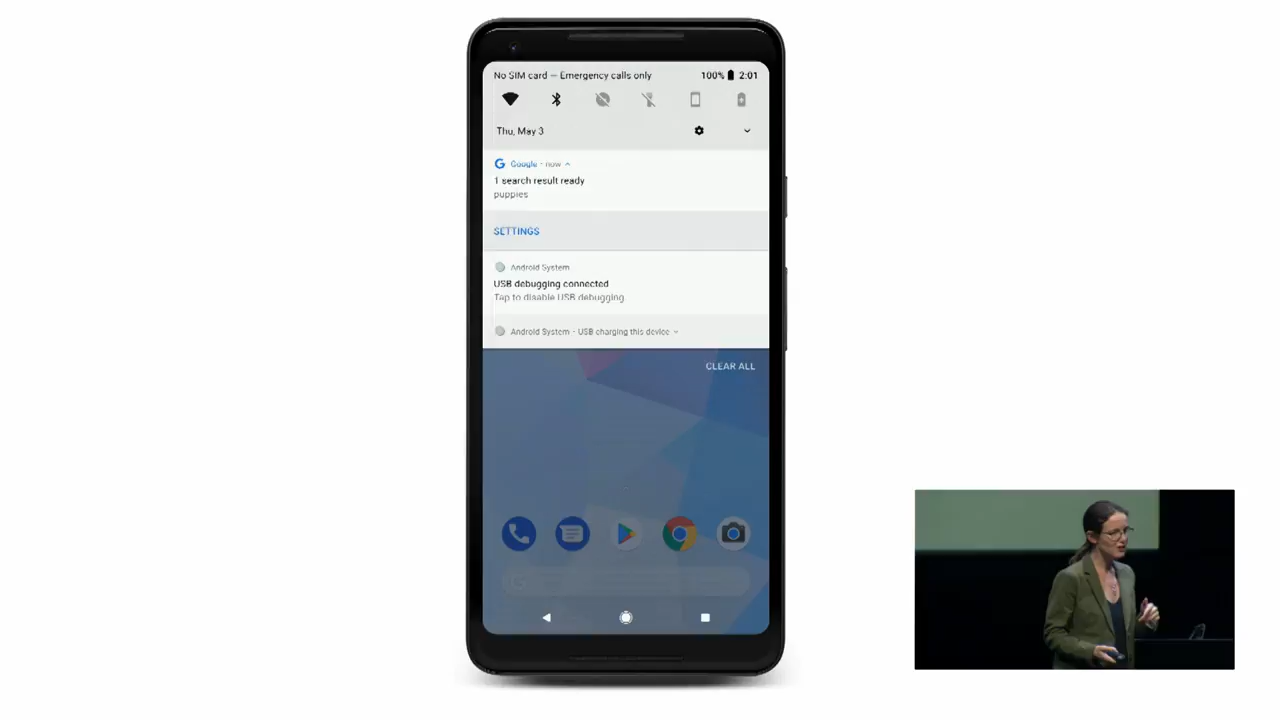 No SIM card — Emergency calls only 100% 2:01
Thu, May 3
Google · now
1 search result ready
puppies
SETTINGS
Android System
USB debugging connected
Tap to disable USB debugging.
Android System · USB charging this device
CLEAR ALL